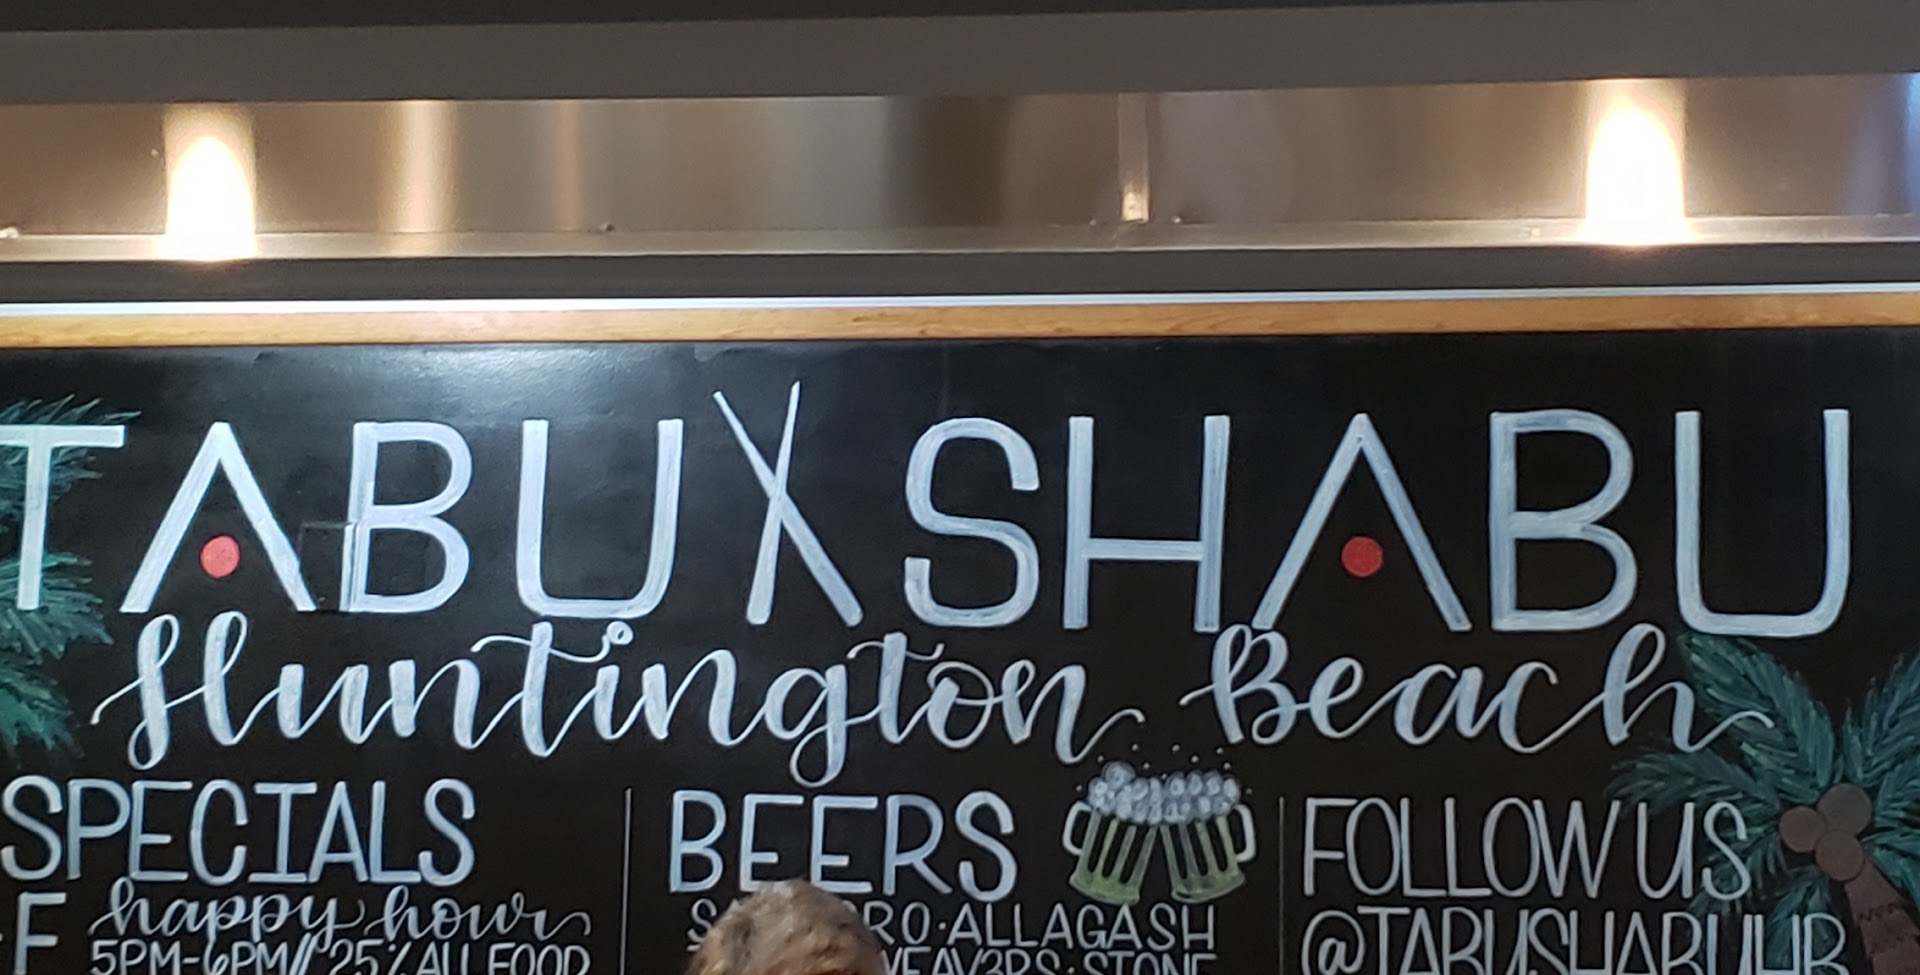 TABU SHABU
Huntington Beach
SPECIALS
happy hour
5PM-6PM// 25% ALL FOOD
BEERS
ALLAGASH
STONE
FOLLOW US
@TABUSHABUHB